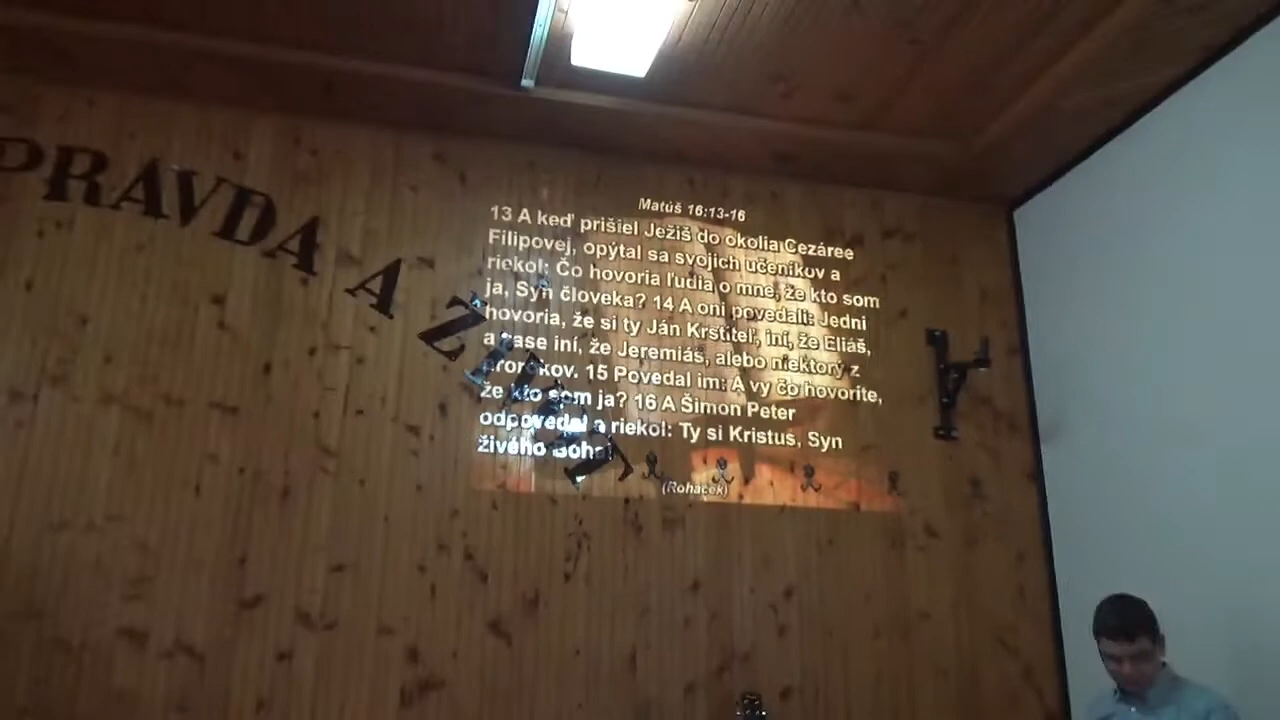 PRAVDA A ŽIVOT
Matúš 16:13-16
13 A keď prišiel Ježiš do okolia Cezáree
Filipovej, opýtal sa svojich učeníkov a
riekol: Čo hovoria ľudia o mne, že kto som
ja, Syn človeka? 14 A oni povedali: Jedni
hovoria, že si ty Ján Krstiteľ, iní, že Eliáš,
a zase iní, že Jeremiáš, alebo niektorý z
prorokov. 15 Povedal im: A vy čo hovoríte,
že kto som ja? 16 A Šimon Peter
odpovedal a riekol: Ty si Kristus, Syn
živého Boha!
(Roháček)